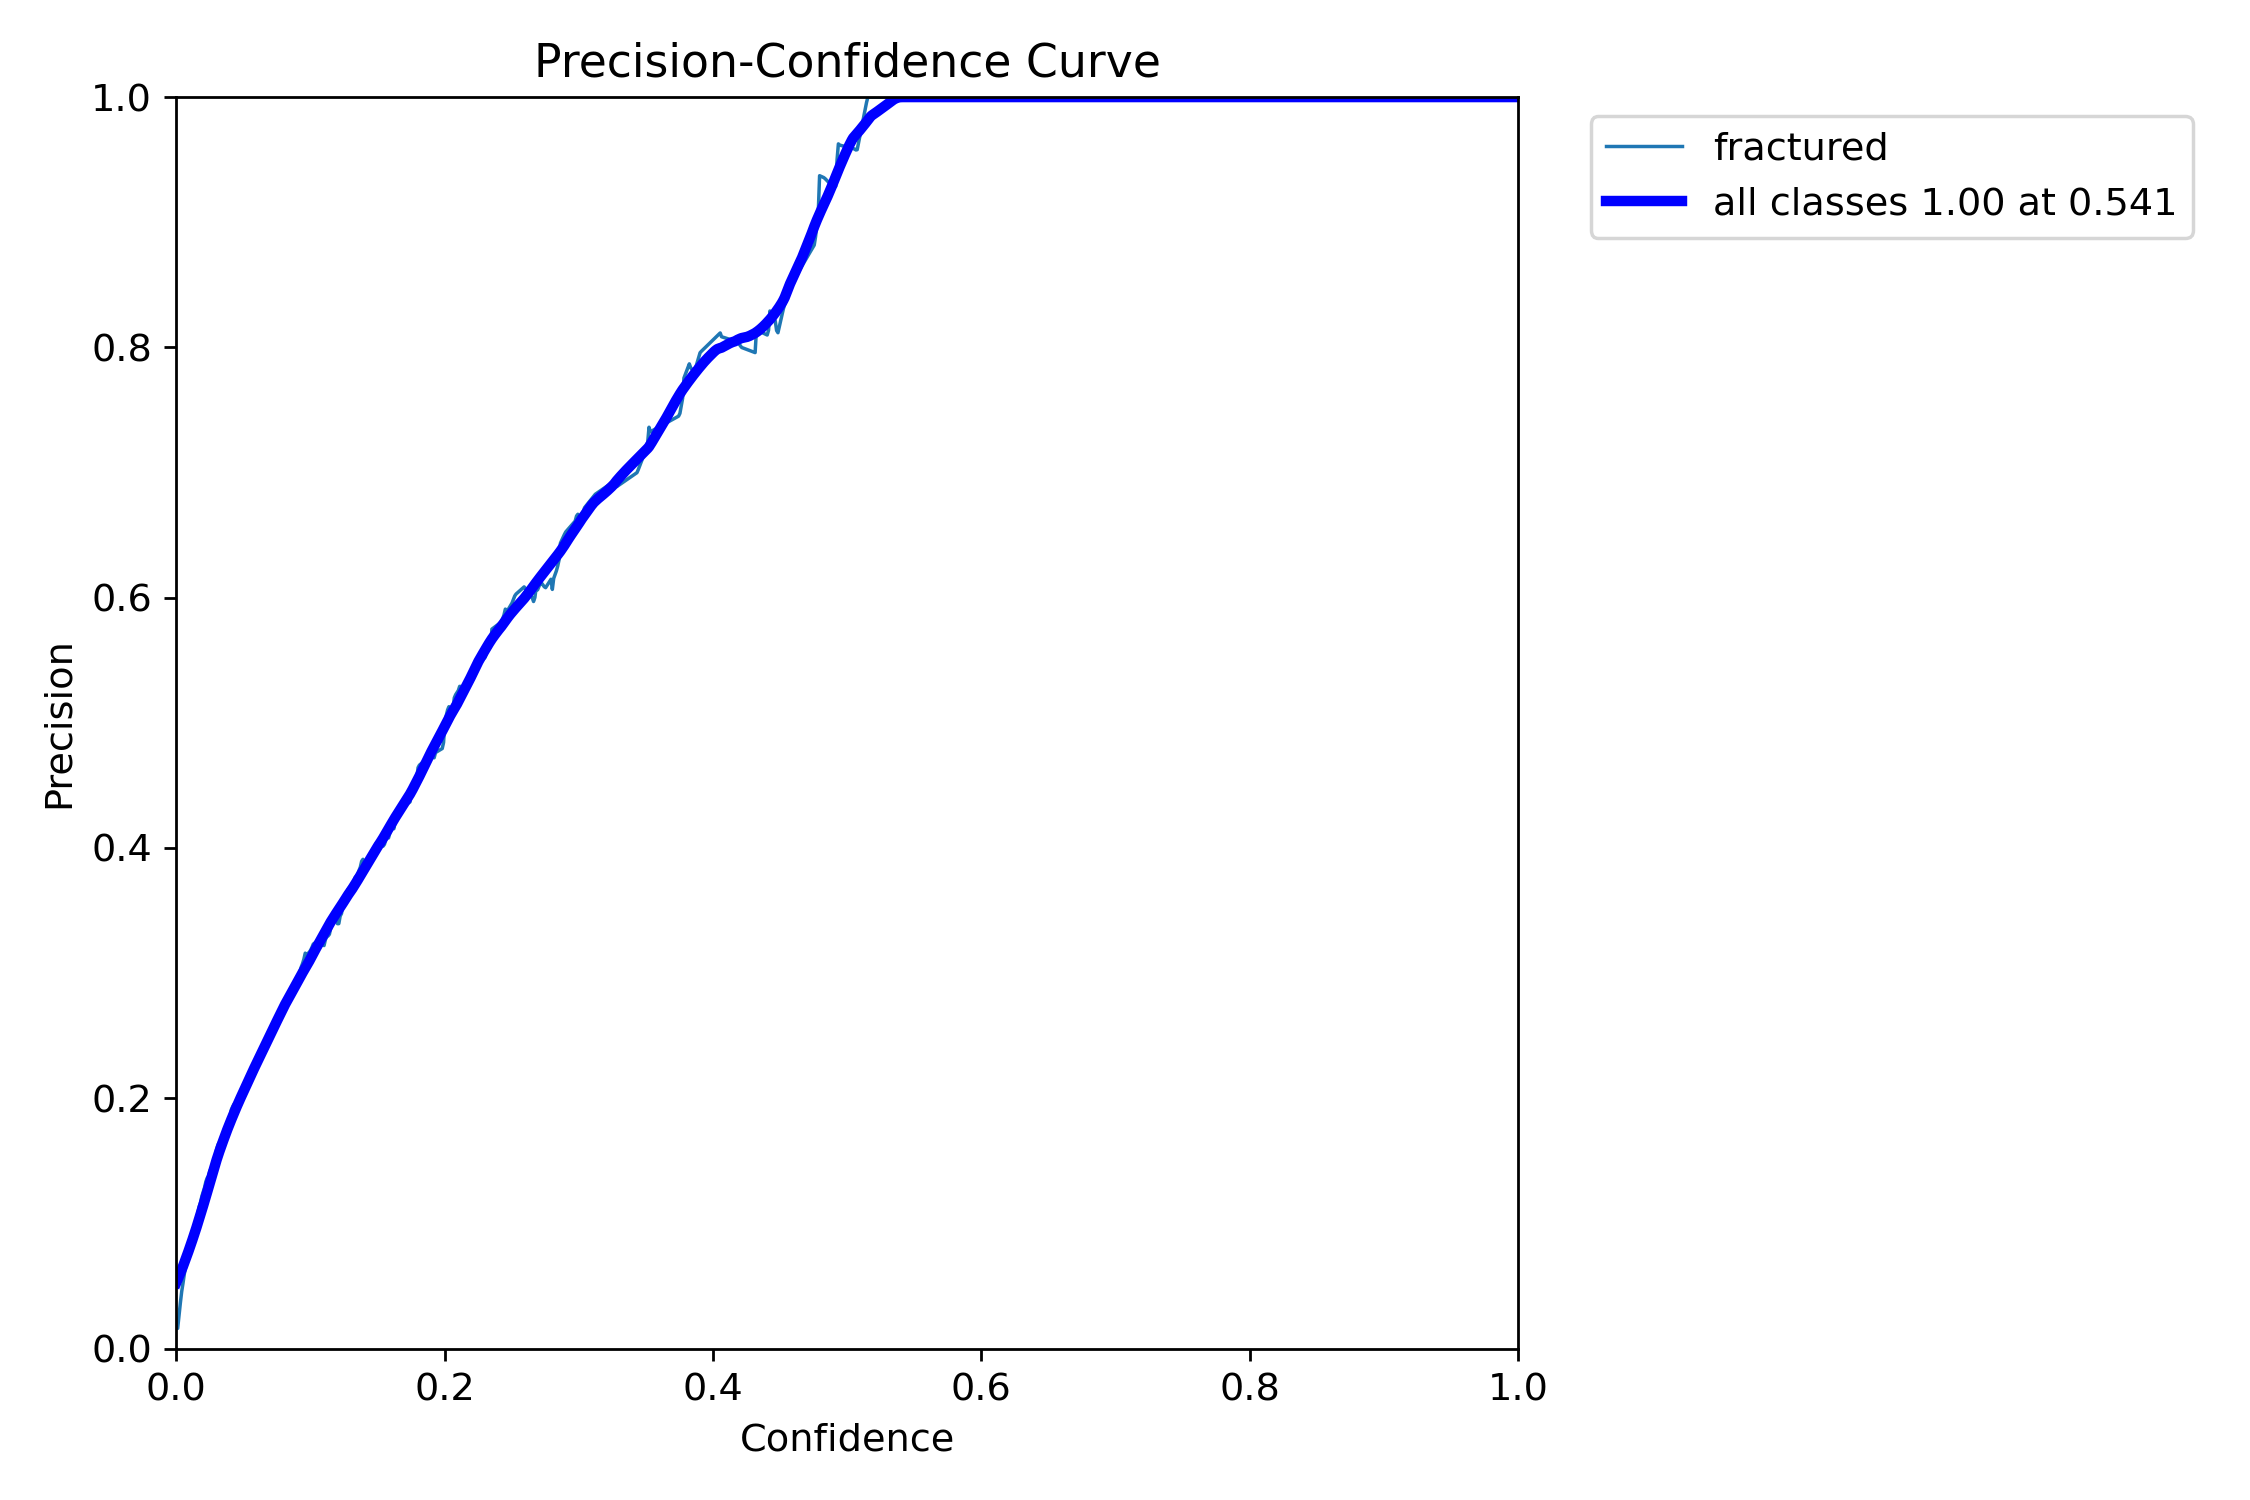 Precision-Confidence Curve
1.0
0.8
0.6
0.4
0.2
0.0
Precision
0.0 0.2 0.4 0.6 0.8 1.0
Confidence
fractured
all classes 1.00 at 0.541